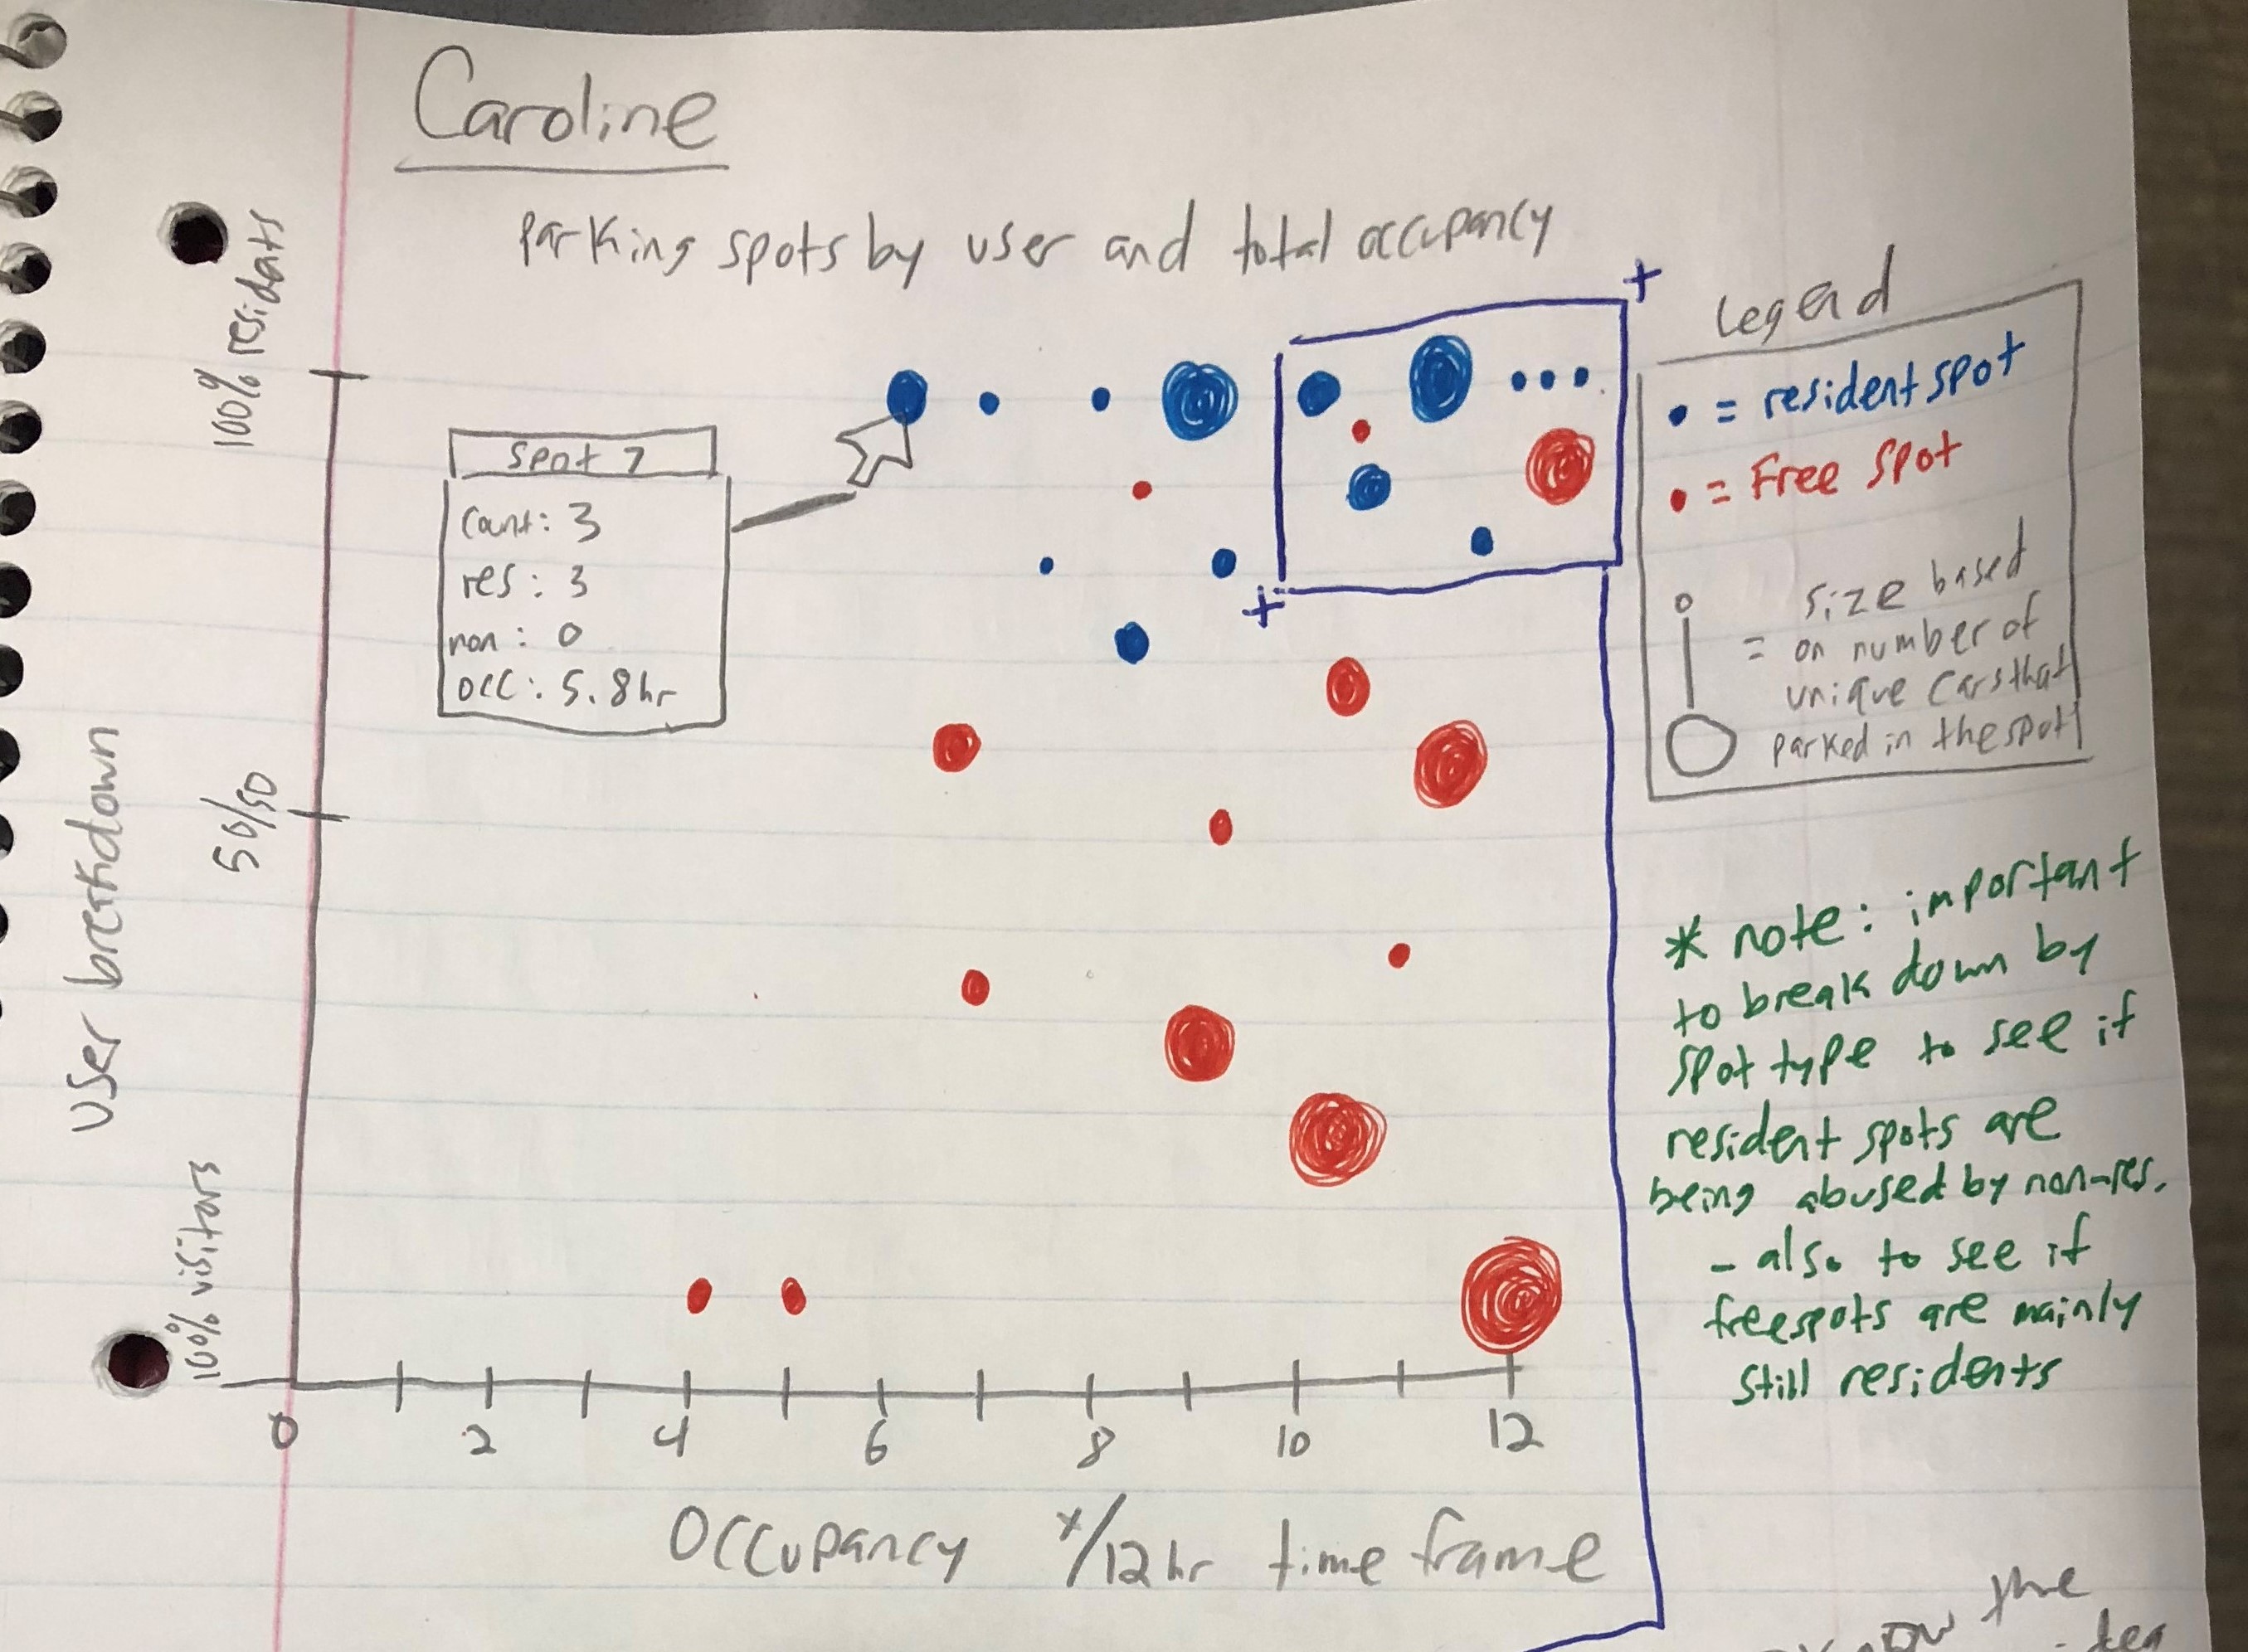 Caroline
Parking spots by user and total occupancy
100% residats
50/50
100% visitors
User breakdown
Spot 7
Count: 3
res: 3
non: 0
occ: 5.8hr
+
+
Legend
• = resident spot
• = Free spot
= size based
on number of
unique cars that
parked in the spot
* note: important
to break down by
spot type to see if
resident spots are
being abused by non-res.
- also to see if
freespots are mainly
still residents
0 2 4 6 8 10 12
Occupancy x/12hr time frame
the